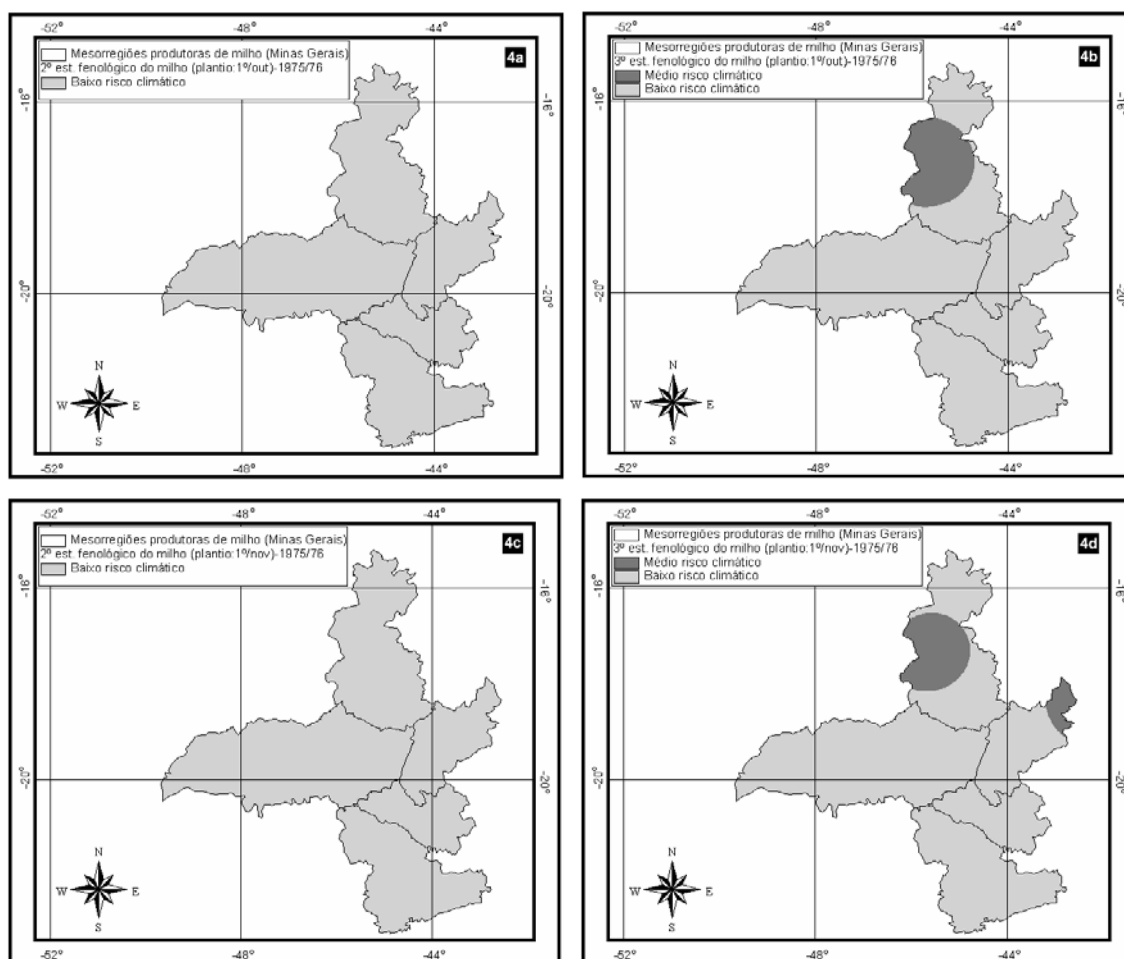 -52° -48° -44°
Mesorregiões produtoras de milho (Minas Gerais)
2º est. fenológico do milho (plantio:1º/out)-1975/76
Baixo risco climático
4a
-16° -16°
-20° -20°
N
W E
S
-52° -48° -44°
-52° -48° -44°
Mesorregiões produtoras de milho (Minas Gerais)
3º est. fenológico do milho (plantio:1º/out)-1975/76
Médio risco climático
Baixo risco climático
4b
-16° -16°
-20° -20°
N
W E
S
-52° -48° -44°
-52° -48° -44°
Mesorregiões produtoras de milho (Minas Gerais)
2º est. fenológico do milho (plantio:1º/nov)-1975/76
Baixo risco climático
4c
-16° -16°
-20° -20°
N
W E
S
-52° -48° -44°
-52° -48° -44°
Mesorregiões produtoras de milho (Minas Gerais)
3º est. fenológico do milho (plantio:1º/nov)-1975/76
Médio risco climático
Baixo risco climático
4d
-16° -16°
-20° -20°
N
W E
S
-52° -48° -44°